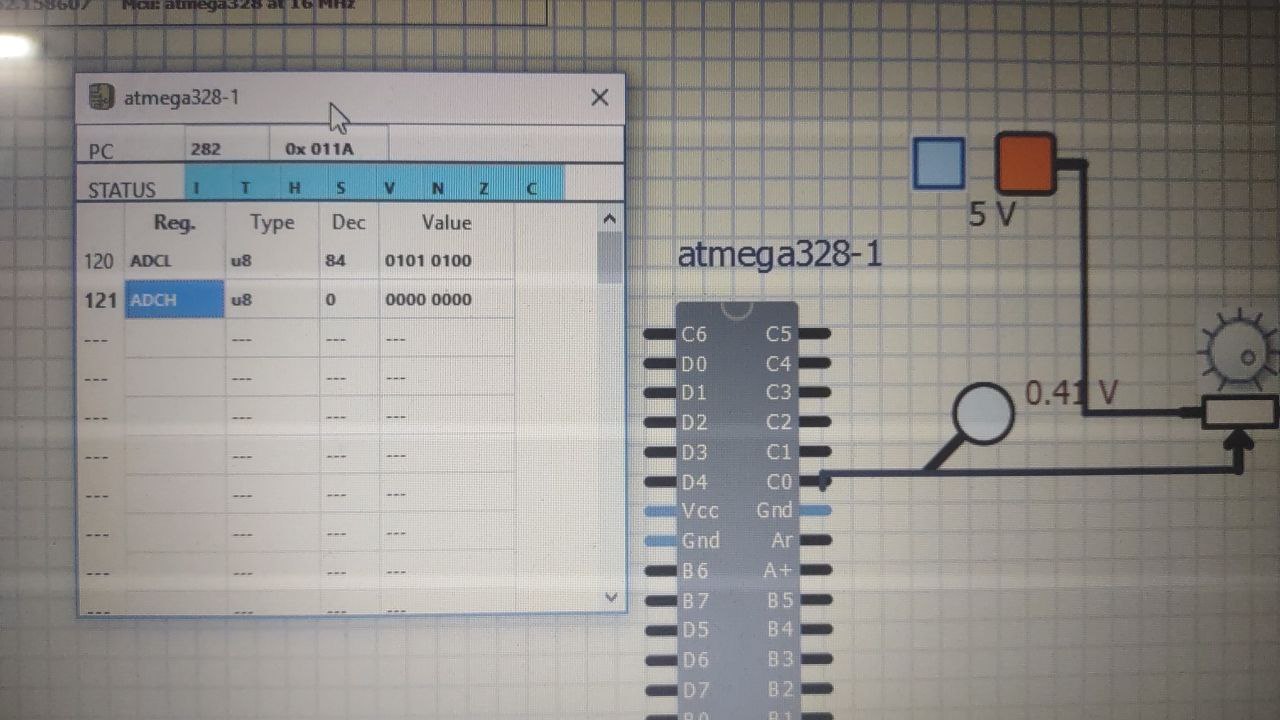 Mcu: atmega328 at 16 MHz
atmega328-1
PC 282 0x 011A
STATUS I T H S V N Z C
Reg. Type Dec Value
120 ADCL u8 84 0101 0100
121 ADCH u8 0 0000 0000
--- --- --- ---
--- --- --- ---
--- --- --- ---
--- --- --- ---
--- --- --- ---
--- --- --- ---
--- --- --- ---
--- --- --- ---
5 V
atmega328-1
0.41 V
C6 C5
D0 C4
D1 C3
D2 C2
D3 C1
D4 C0
Vcc Gnd
Gnd Ar
B6 A+
B7 B5
D5 B4
D6 B3
D7 B2
B0 B1